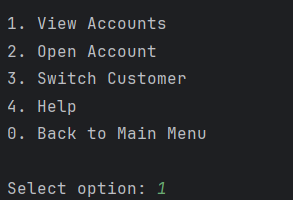 1. View Accounts
2. Open Account
3. Switch Customer
4. Help
0. Back to Main Menu
Select option: 1